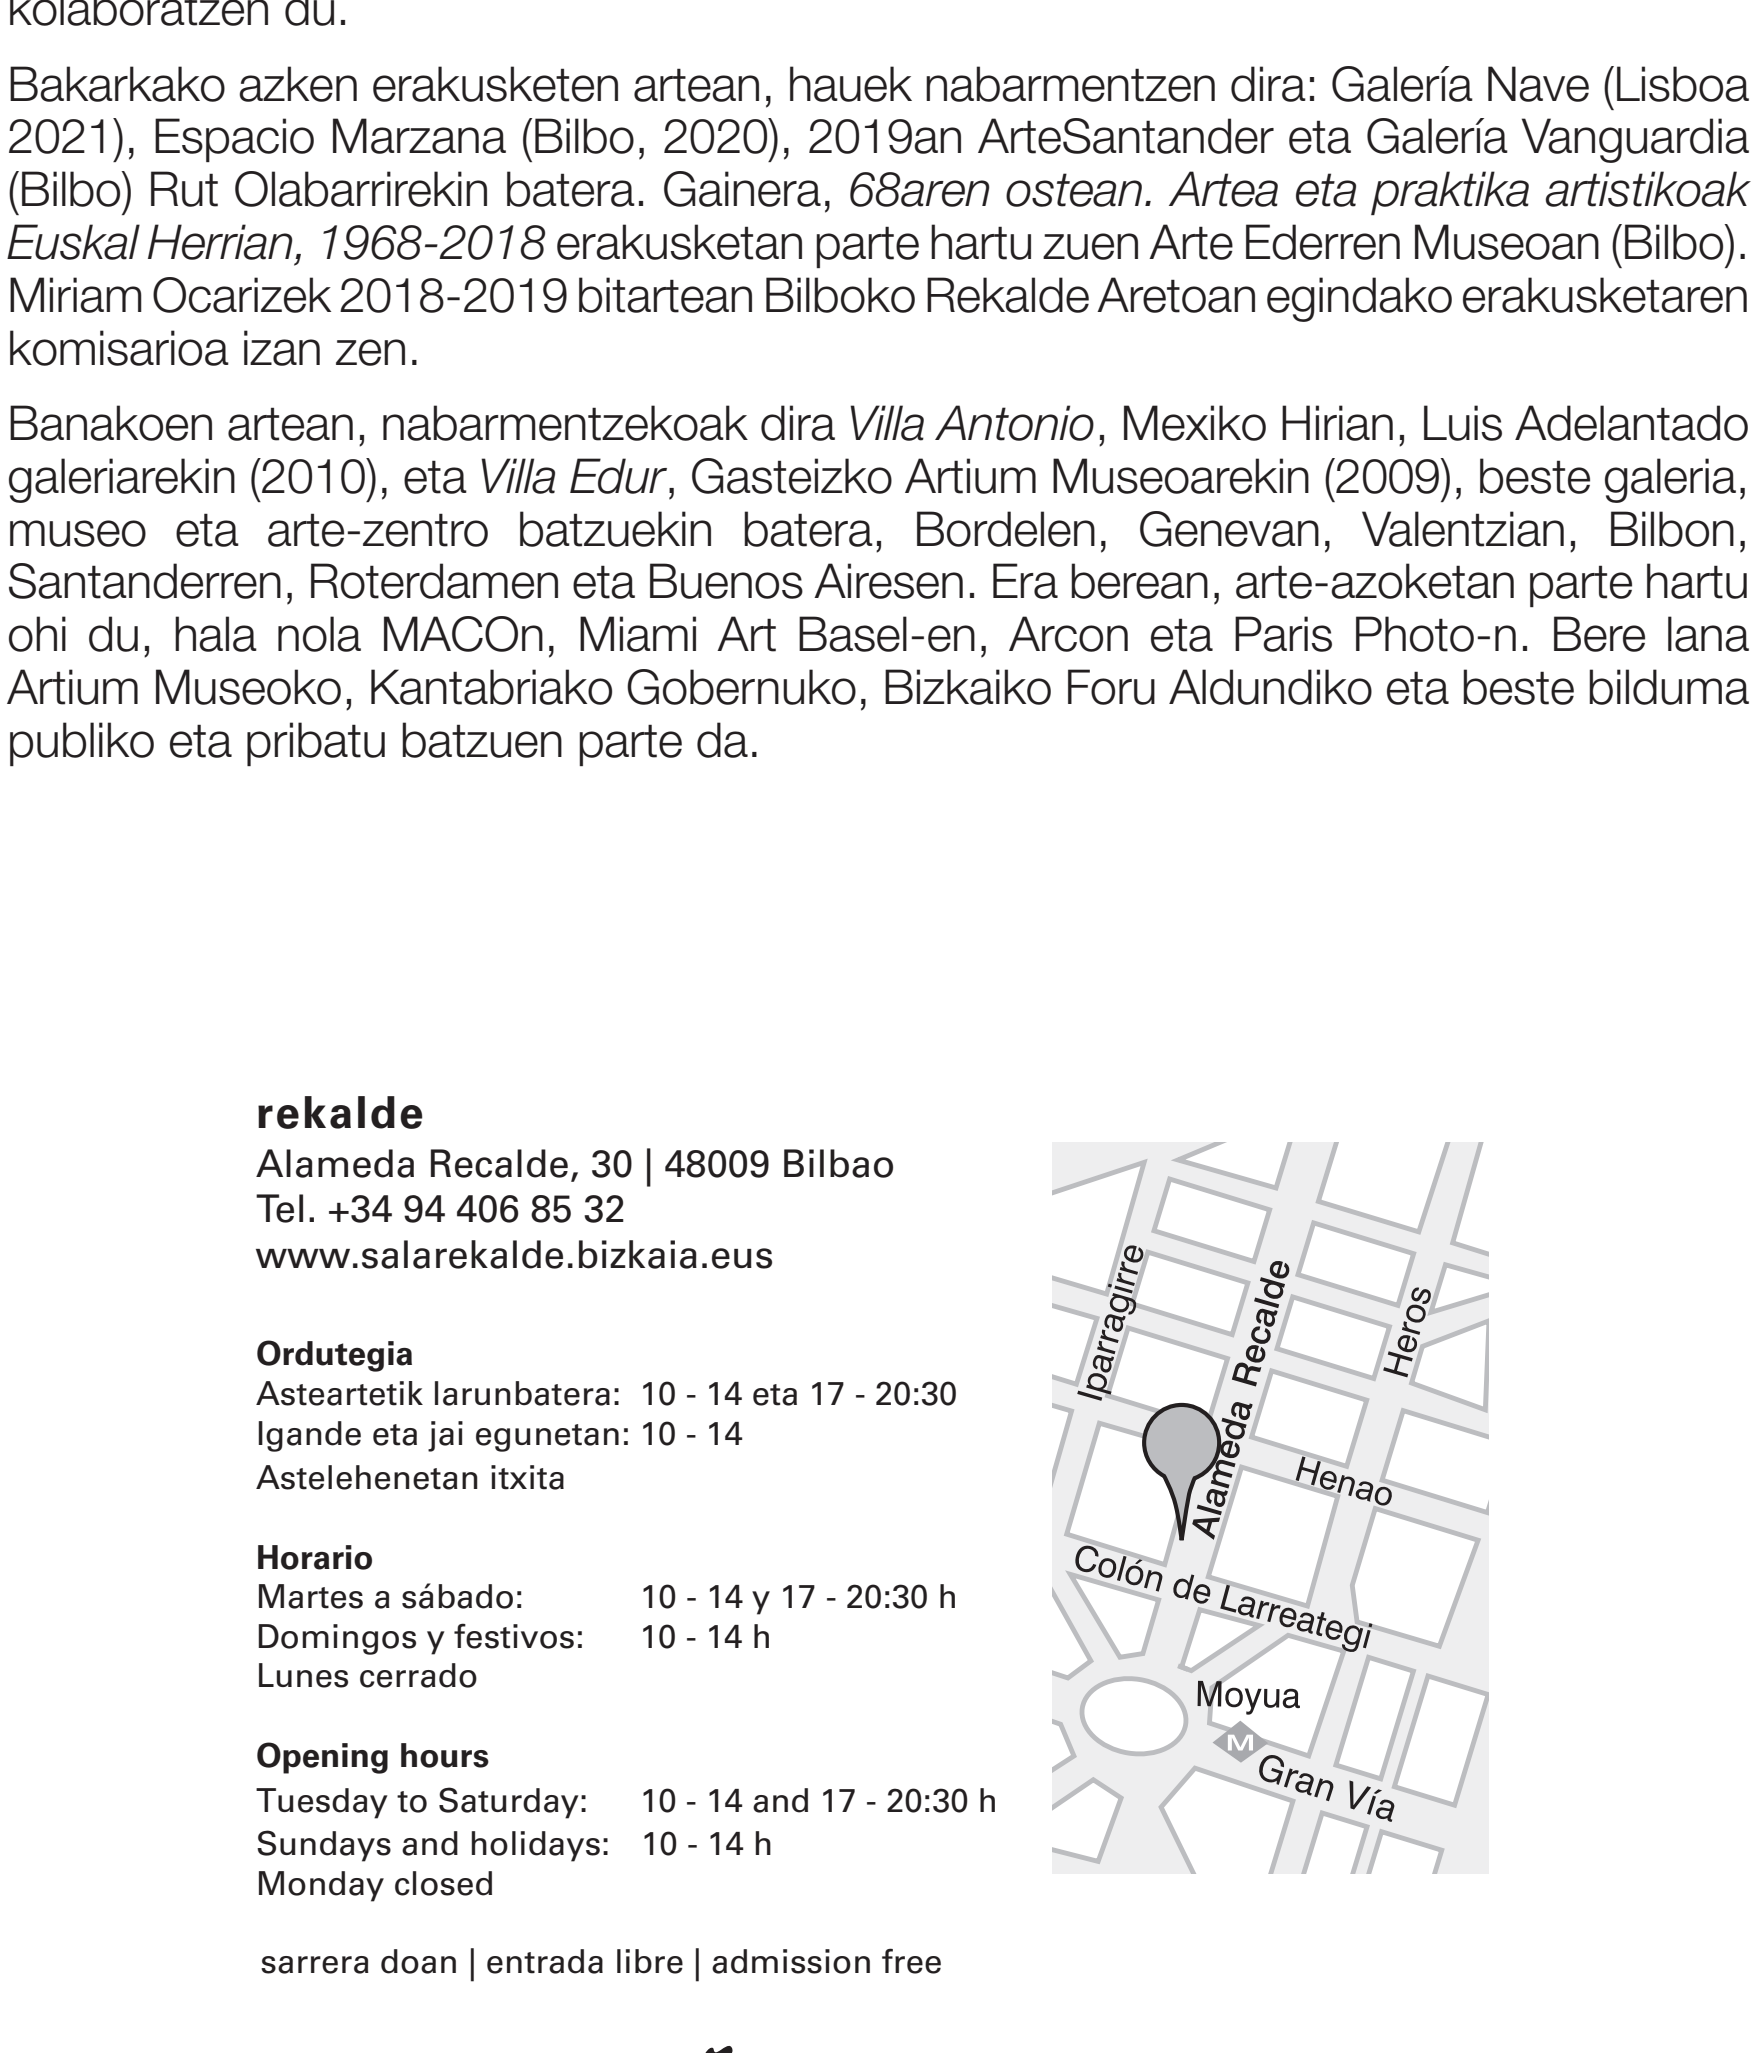 kolaboratzen du.
Bakarkako azken erakusketen artean, hauek nabarmentzen dira: Galería Nave (Lisboa
2021), Espacio Marzana (Bilbo, 2020), 2019an ArteSantander eta Galería Vanguardia
(Bilbo) Rut Olabarrirekin batera. Gainera, 68aren ostean. Artea eta praktika artistikoak
Euskal Herrian, 1968-2018 erakusketan parte hartu zuen Arte Ederren Museoan (Bilbo).
Miriam Ocarizek 2018-2019 bitartean Bilboko Rekalde Aretoan egindako erakusketaren
komisarioa izan zen.
Banakoen artean, nabarmentzekoak dira Villa Antonio, Mexiko Hirian, Luis Adelantado
galeriarekin (2010), eta Villa Edur, Gasteizko Artium Museoarekin (2009), beste galeria,
museo eta arte-zentro batzuekin batera, Bordelen, Genevan, Valentzian, Bilbon,
Santanderren, Roterdamen eta Buenos Airesen. Era berean, arte-azoketan parte hartu
ohi du, hala nola MACOn, Miami Art Basel-en, Arcon eta Paris Photo-n. Bere lana
Artium Museoko, Kantabriako Gobernuko, Bizkaiko Foru Aldundiko eta beste bilduma
publiko eta pribatu batzuen parte da.
rekalde
Alameda Recalde, 30 | 48009 Bilbao
Tel. +34 94 406 85 32
www.salarekalde.bizkaia.eus
Ordutegia
Asteartetik larunbatera: 10 - 14 eta 17 - 20:30
Igande eta jai egunetan: 10 - 14
Astelehenetan itxita
Horario
Martes a sábado: 10 - 14 y 17 - 20:30 h
Domingos y festivos: 10 - 14 h
Lunes cerrado
Opening hours
Tuesday to Saturday: 10 - 14 and 17 - 20:30 h
Sundays and holidays: 10 - 14 h
Monday closed
sarrera doan | entrada libre | admission free
Iparragirre
Alameda Recalde
Heros
Henao
Colón de Larreategi
Moyua
M
Gran Vía